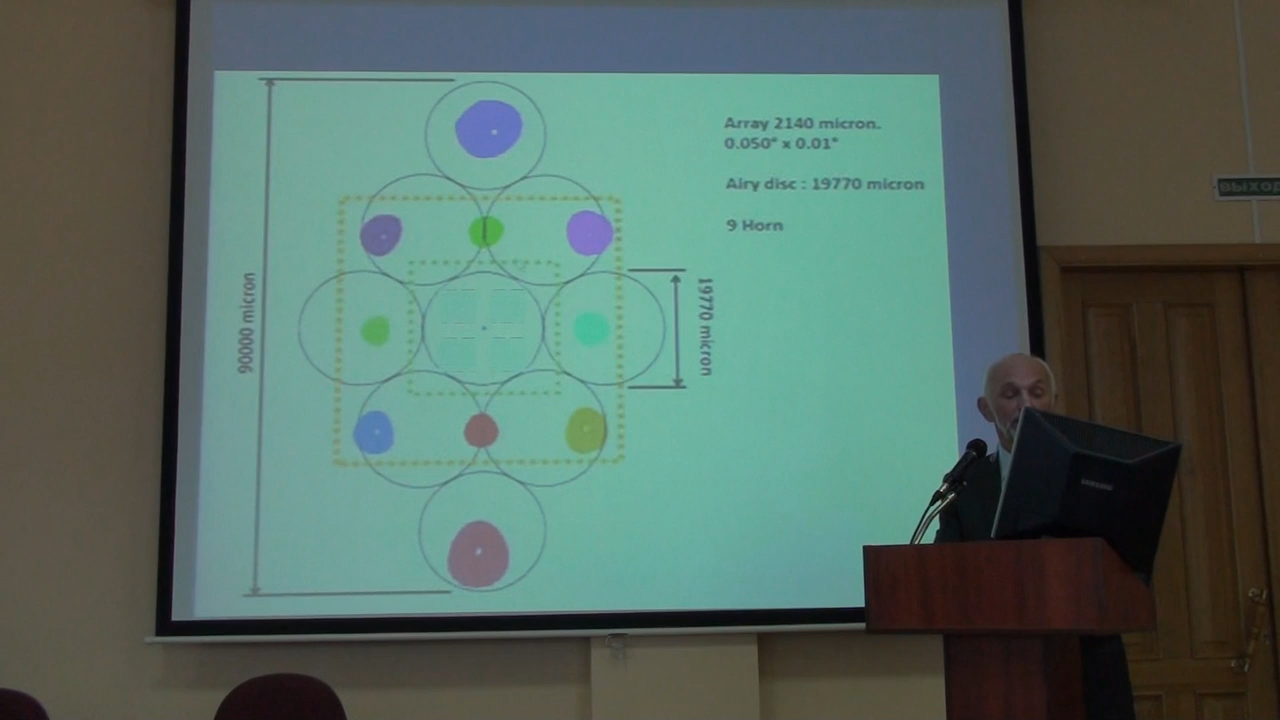 Array 2140 micron.
0.050° x 0.01°
Airy disc : 19770 micron
9 Horn
90000 micron
19770 micron
ВЫХОД
SAMSUNG